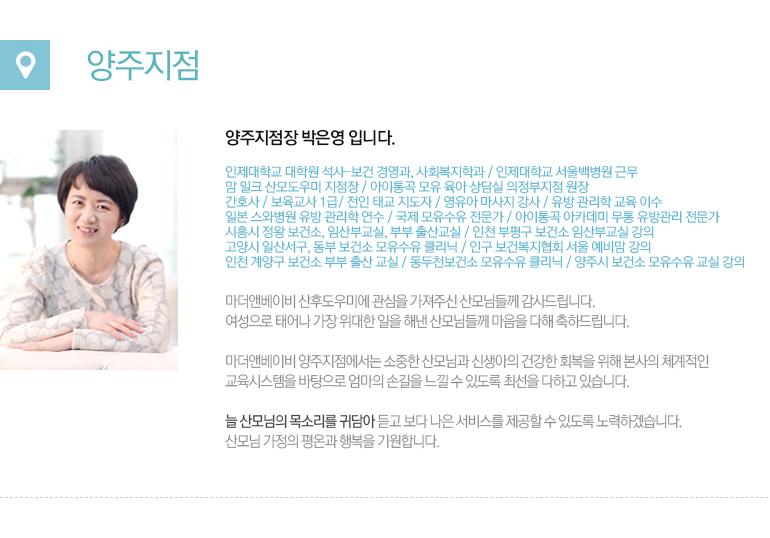 양주지점
양주지점장 박은영 입니다.
인제대학교 대학원 석사-보건 경영과, 사회복지학과 / 인제대학교 서울백병원 근무
맘 밀크 산모도우미 지점장 / 아이통곡 모유 육아 상담실 의정부지점 원장
간호사 / 보육교사 1급/ 전인 태교 지도자 / 영유아 마사지 강사 / 유방 관리학 교육 이수
일본 스와병원 유방 관리학 연수 / 국제 모유수유 전문가 / 아이통곡 아카데미 무통 유방관리 전문가
시흥시 정왕 보건소, 임산부교실, 부부 출산교실 / 인천 부평구 보건소 임산부교실 강의
고양시 일산서구, 동부 보건소 모유수유 클리닉 / 인구 보건복지협회 서울 예비맘 강의
인천 계양구 보건소 부부 출산 교실 / 동두천보건소 모유수유 클리닉 / 양주시 보건소 모유수유 교실 강의
마더앤베이비 산후도우미에 관심을 가져주신 산모님들께 감사드립니다.
여성으로 태어나 가장 위대한 일을 해낸 산모님들께 마음을 다해 축하드립니다.
마더앤베이비 양주지점에서는 소중한 산모님과 신생아의 건강한 회복을 위해 본사의 체계적인
교육시스템을 바탕으로 엄마의 손길을 느낄 수 있도록 최선을 다하고 있습니다.
늘 산모님의 목소리를 귀담아 듣고 보다 나은 서비스를 제공할 수 있도록 노력하겠습니다.
산모님 가정의 평온과 행복을 기원합니다.